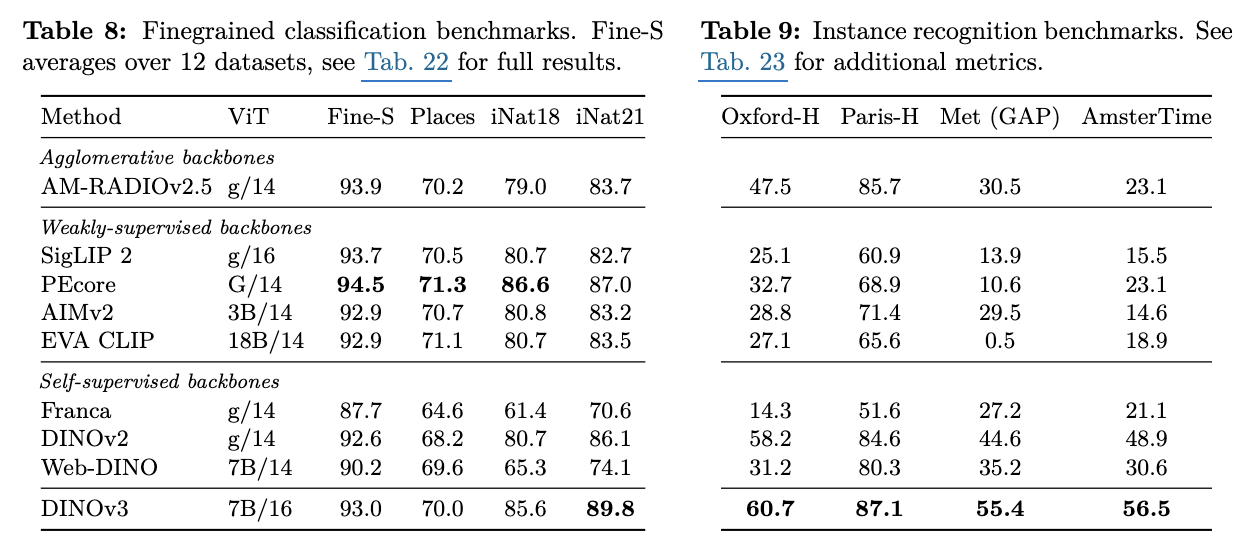 Table 8: Finegrained classification benchmarks. Fine-S
averages over 12 datasets, see Tab. 22 for full results.
Method ViT Fine-S Places iNat18 iNat21
Agglomerative backbones
AM-RADIOv2.5 g/14 93.9 70.2 79.0 83.7
Weakly-supervised backbones
SigLIP 2 g/16 93.7 70.5 80.7 82.7
PEcore G/14 94.5 71.3 86.6 87.0
AIMv2 3B/14 92.9 70.7 80.8 83.2
EVA CLIP 18B/14 92.9 71.1 80.7 83.5
Self-supervised backbones
Franca g/14 87.7 64.6 61.4 70.6
DINOv2 g/14 92.6 68.2 80.7 86.1
Web-DINO 7B/14 90.2 69.6 65.3 74.1
DINOv3 7B/16 93.0 70.0 85.6 89.8
Table 9: Instance recognition benchmarks. See
Tab. 23 for additional metrics.
Oxford-H Paris-H Met (GAP) AmsterTime
47.5 85.7 30.5 23.1
25.1 60.9 13.9 15.5
32.7 68.9 10.6 23.1
28.8 71.4 29.5 14.6
27.1 65.6 0.5 18.9
14.3 51.6 27.2 21.1
58.2 84.6 44.6 48.9
31.2 80.3 35.2 30.6
60.7 87.1 55.4 56.5